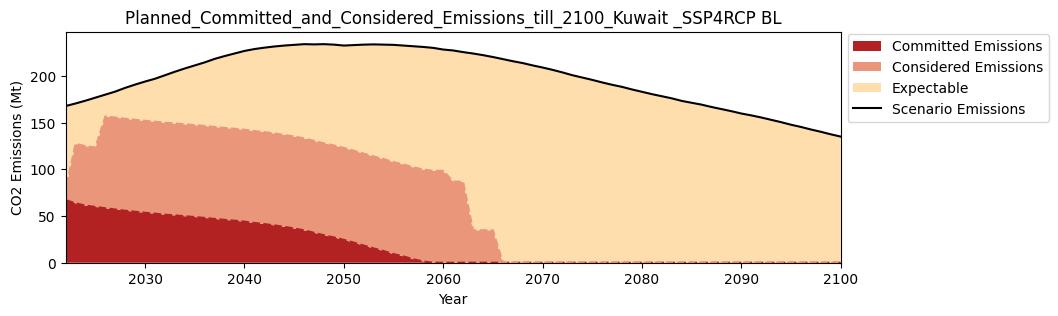 Planned_Committed_and_Considered_Emissions_till_2100_Kuwait _SSP4RCP BL
Committed Emissions
Considered Emissions
Expectable
Scenario Emissions
CO2 Emissions (Mt)
200
150
100
50
0
2030 2040 2050 2060 2070 2080 2090 2100
Year